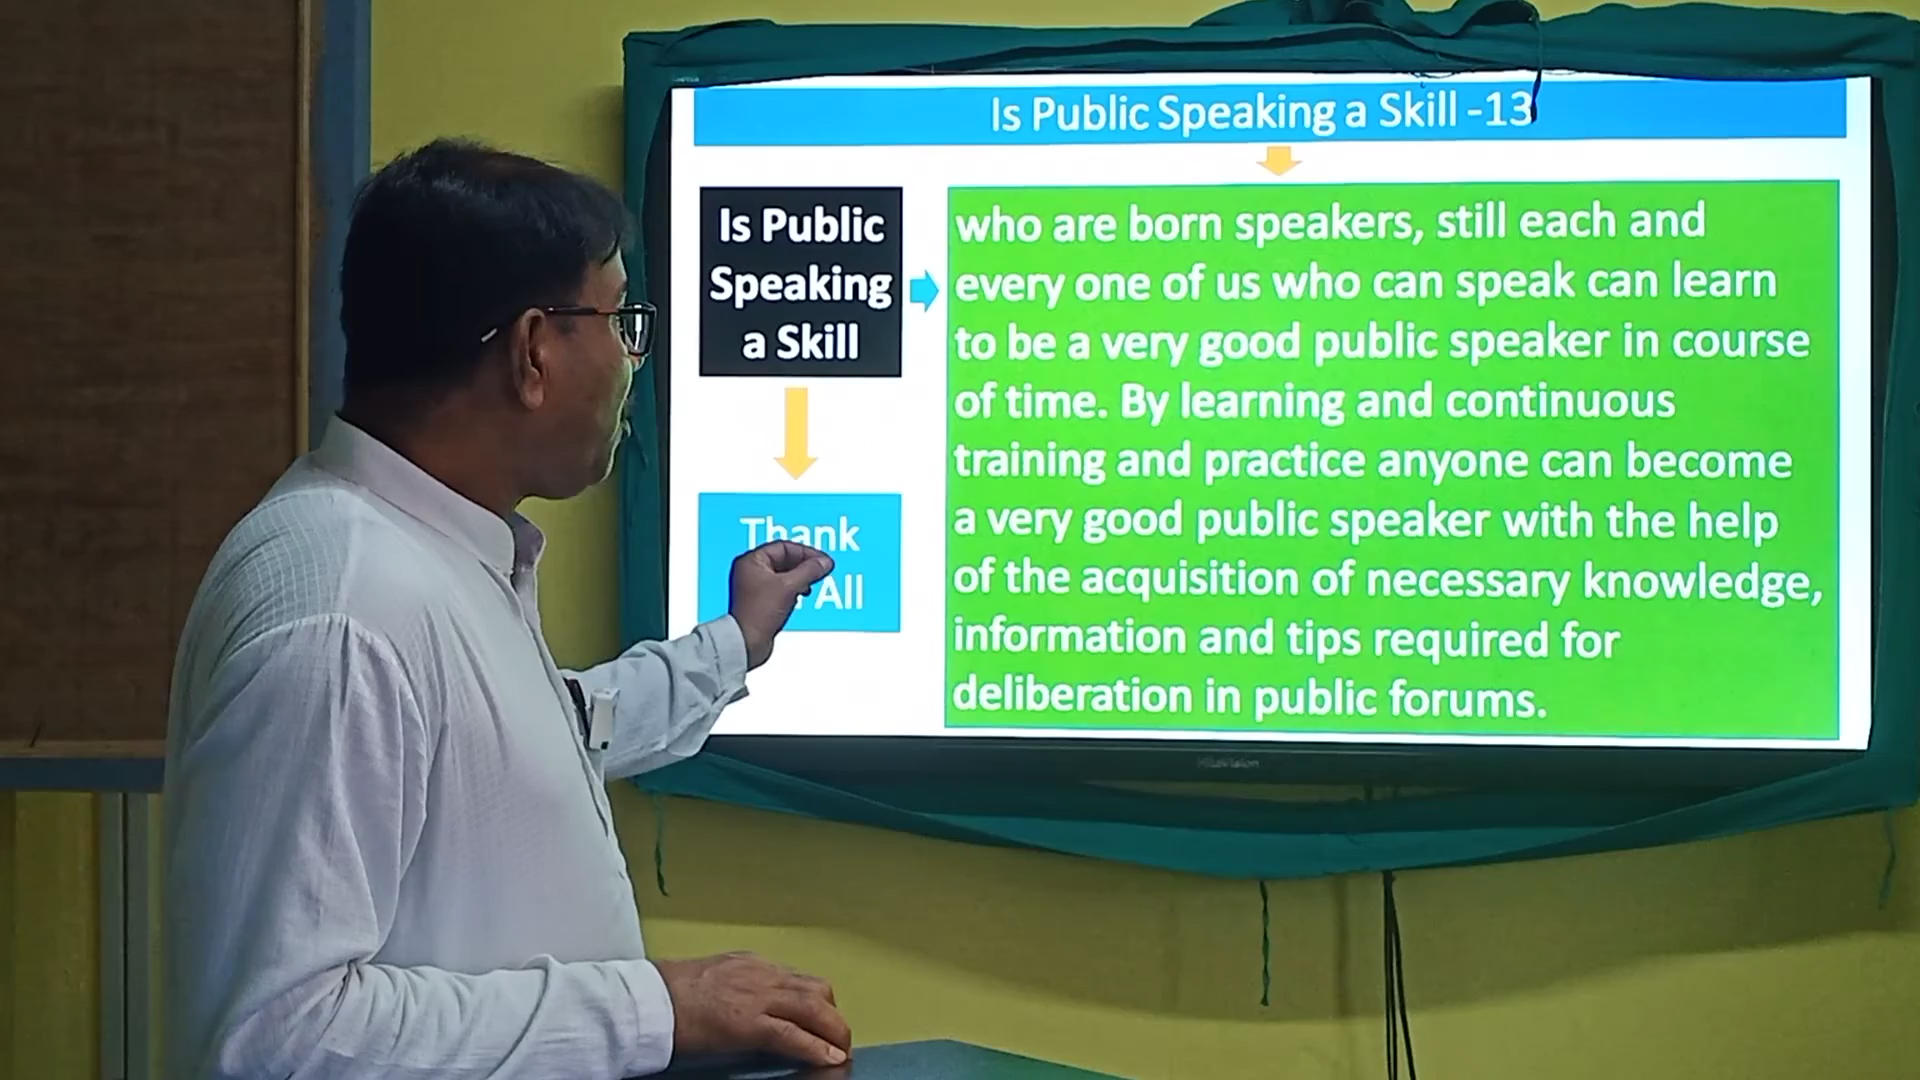 Is Public Speaking a Skill -13
Is Public
Speaking
a Skill
who are born speakers, still each and
every one of us who can speak can learn
to be a very good public speaker in course
of time. By learning and continuous
training and practice anyone can become
a very good public speaker with the help
of the acquisition of necessary knowledge,
information and tips required for
deliberation in public forums.
Thank
All